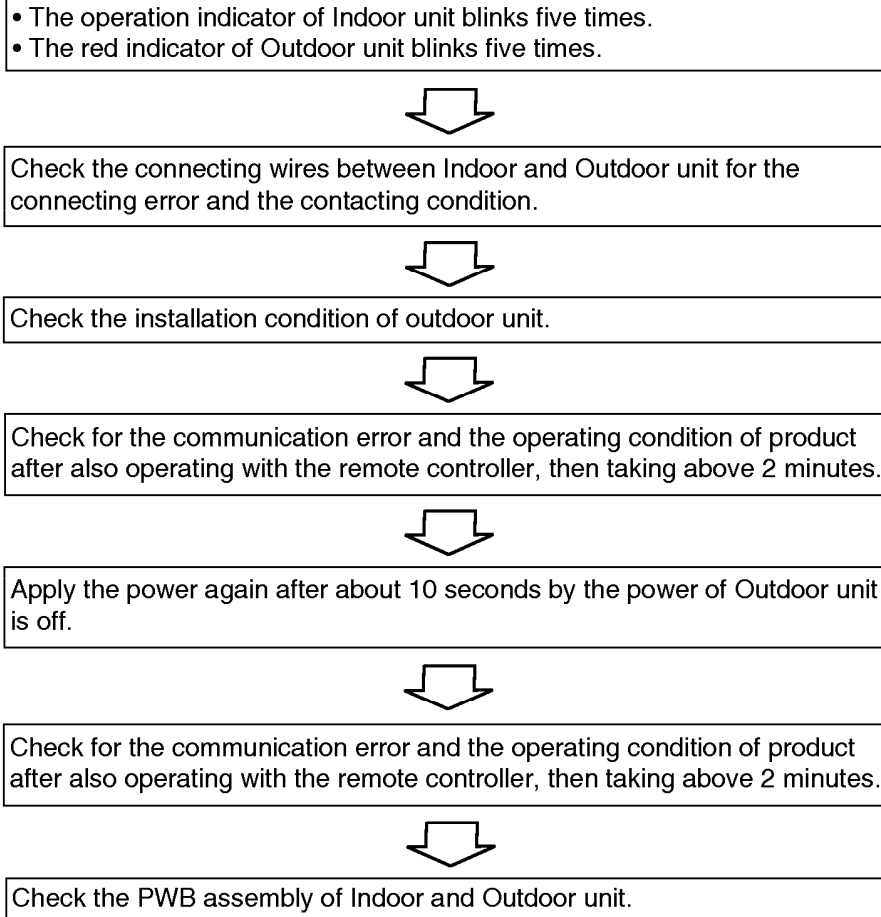 • The operation indicator of Indoor unit blinks five times.
• The red indicator of Outdoor unit blinks five times.
Check the connecting wires between Indoor and Outdoor unit for the
connecting error and the contacting condition.
Check the installation condition of outdoor unit.
Check for the communication error and the operating condition of product
after also operating with the remote controller, then taking above 2 minutes.
Apply the power again after about 10 seconds by the power of Outdoor unit
is off.
Check for the communication error and the operating condition of product
after also operating with the remote controller, then taking above 2 minutes.
Check the PWB assembly of Indoor and Outdoor unit.